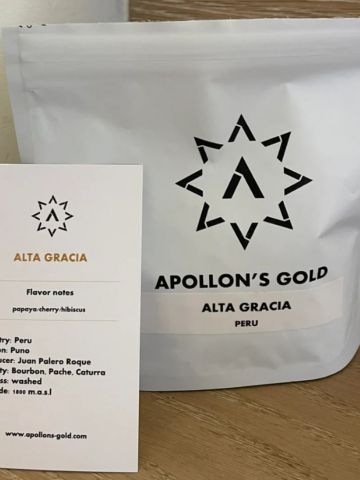 APOLLON'S GOLD
ALTA GRACIA
PERU
ALTA GRACIA
Flavor notes
papaya/cherry/hibiscus
try: Peru
n: Puno
ucer: Juan Palero Roque
ty: Bourbon, Pache, Caturra
ss: washed
de: 1800 m.a.s.l
www.apollons-gold.com